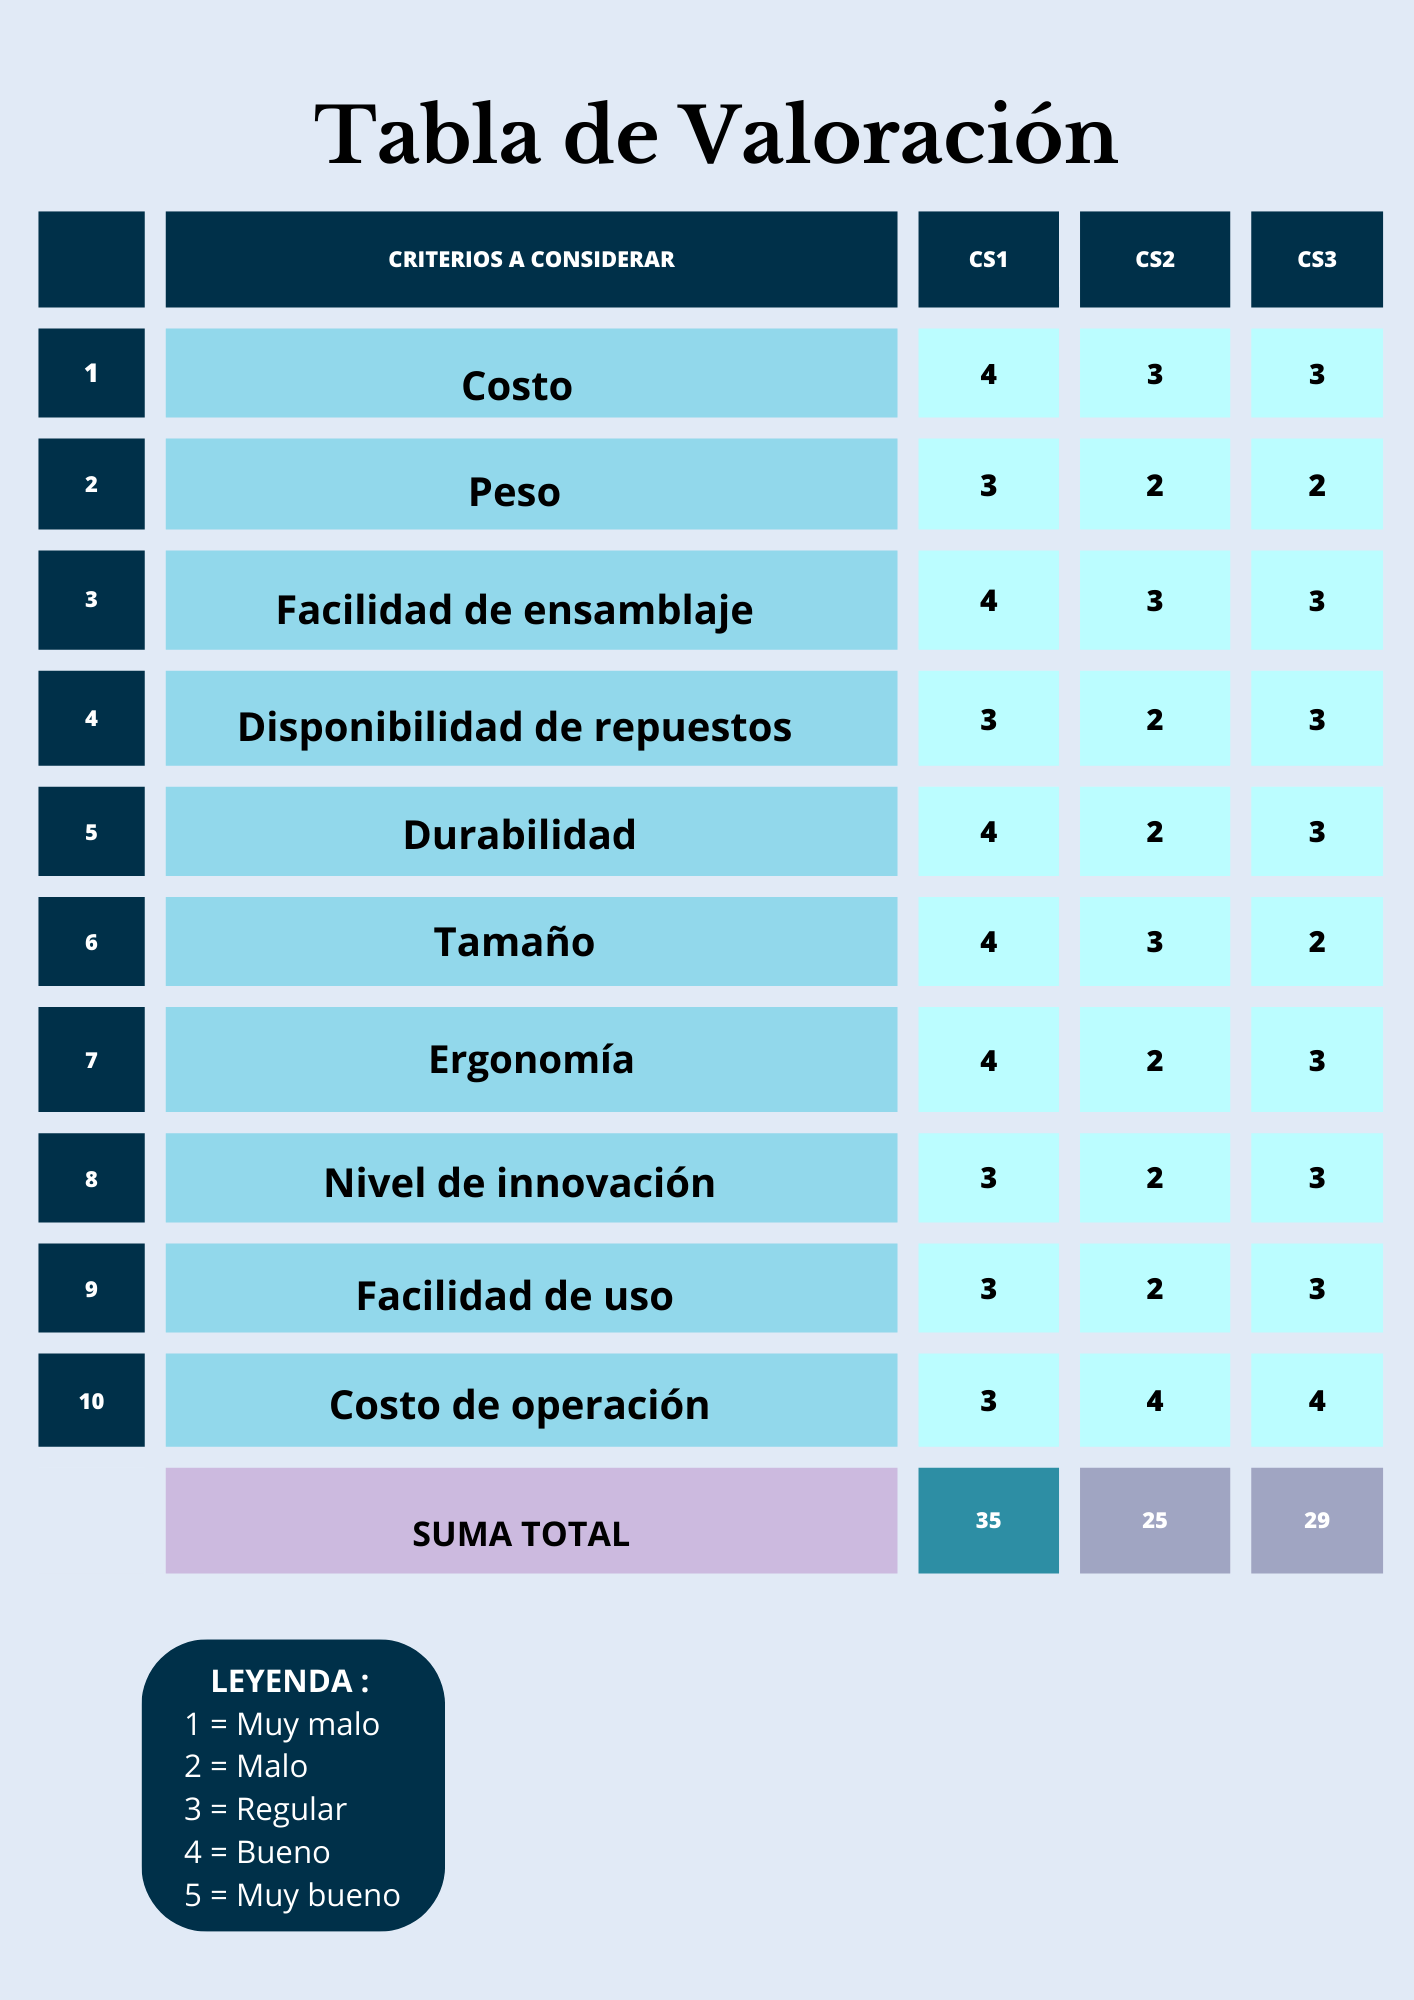 Tabla de Valoración
CRITERIOS A CONSIDERAR CS1 CS2 CS3
1 Costo 4 3 3
2 Peso 3 2 2
3 Facilidad de ensamblaje 4 3 3
4 Disponibilidad de repuestos 3 2 3
5 Durabilidad 4 2 3
6 Tamaño 4 3 2
7 Ergonomía 4 2 3
8 Nivel de innovación 3 2 3
9 Facilidad de uso 3 2 3
10 Costo de operación 3 4 4
SUMA TOTAL 35 25 29
LEYENDA :
1 = Muy malo
2 = Malo
3 = Regular
4 = Bueno
5 = Muy bueno